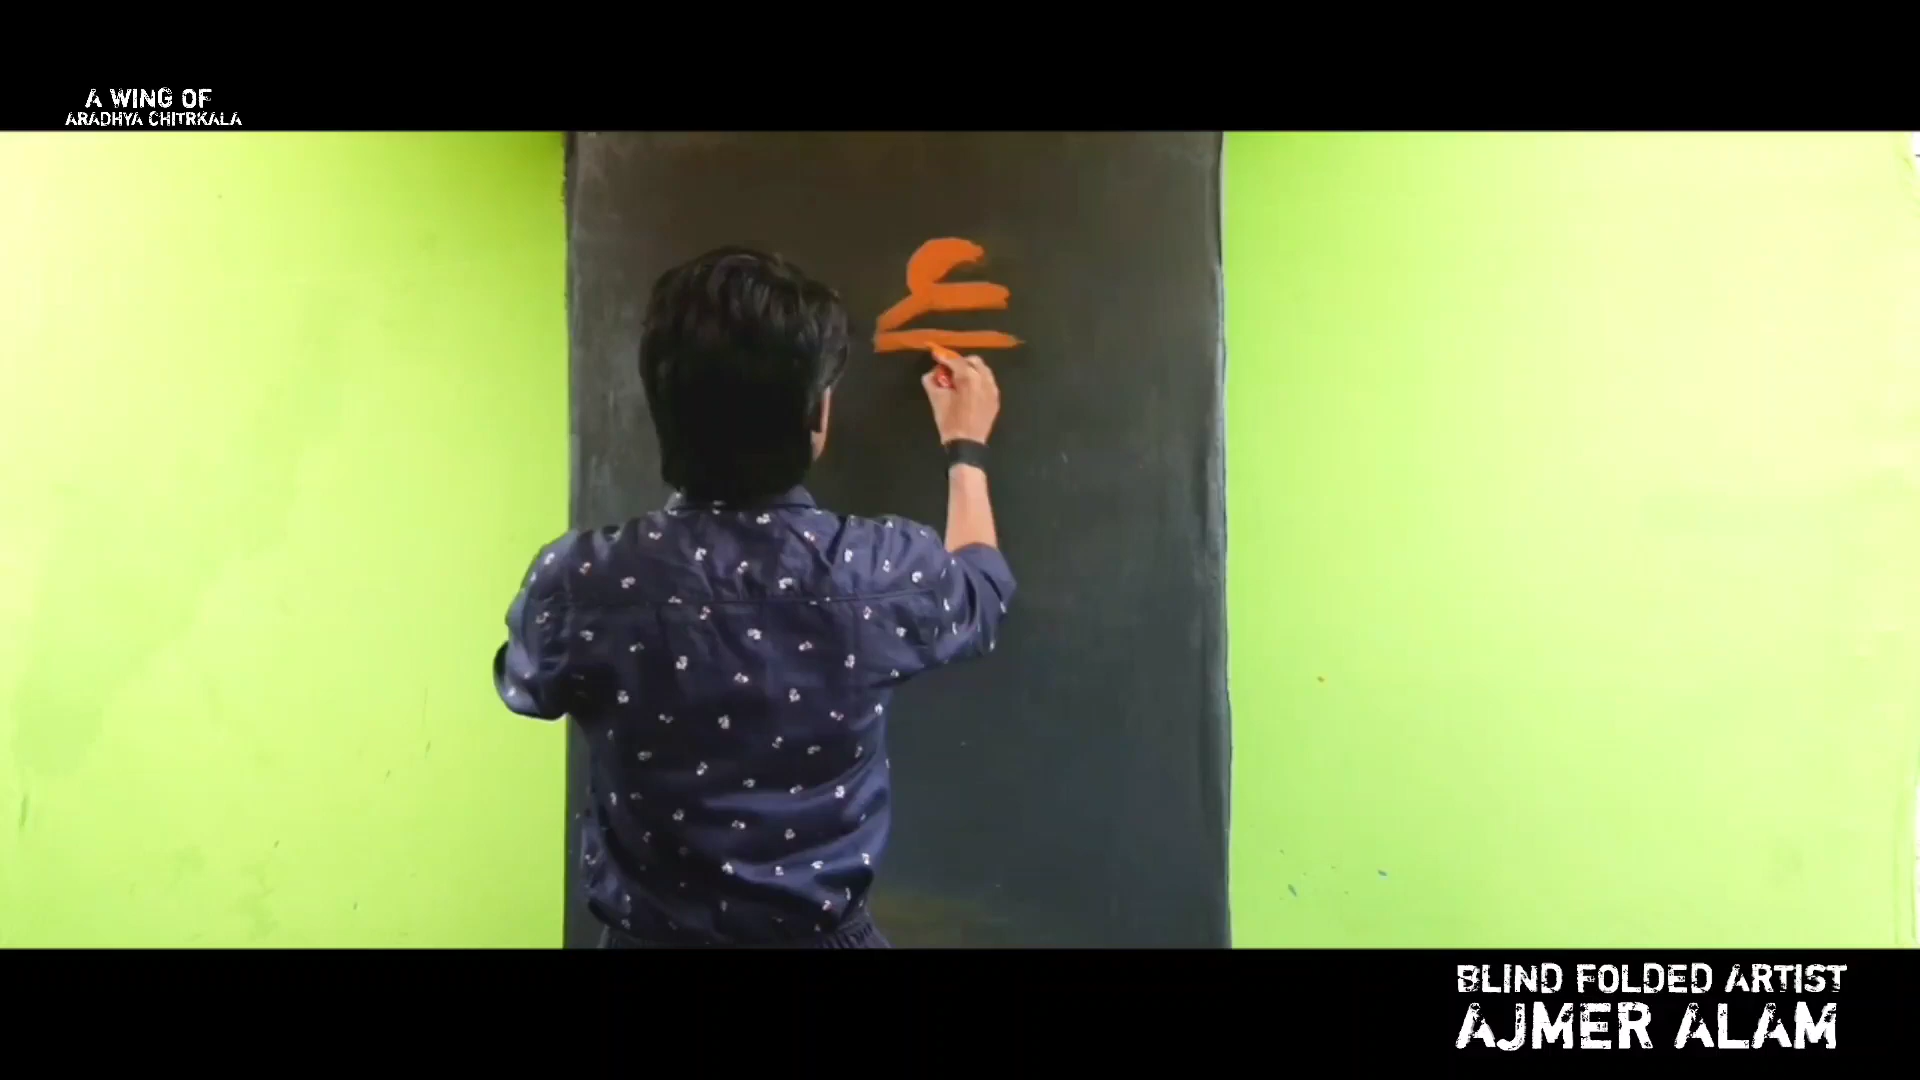 A WING OF
ARADHYA CHITRKALA
BLIND FOLDED ARTIST
AJMER ALAM